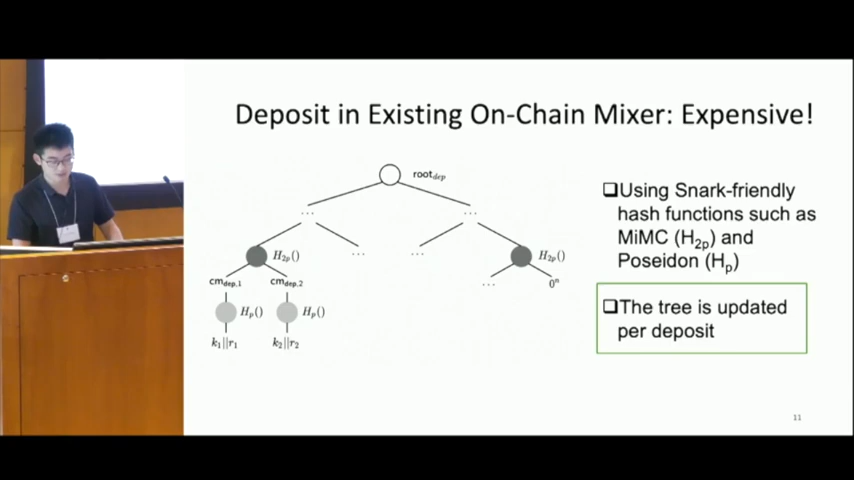 Deposit in Existing On-Chain Mixer: Expensive!
root_dep
... ...
H_2p() ... ... H_2p()
cm_dep,1 cm_dep,2 ... 0^n
H_p() H_p()
k_1||r_1 k_2||r_2
❑Using Snark-friendly
hash functions such as
MiMC (H_2p) and
Poseidon (H_p)
❑The tree is updated
per deposit
11